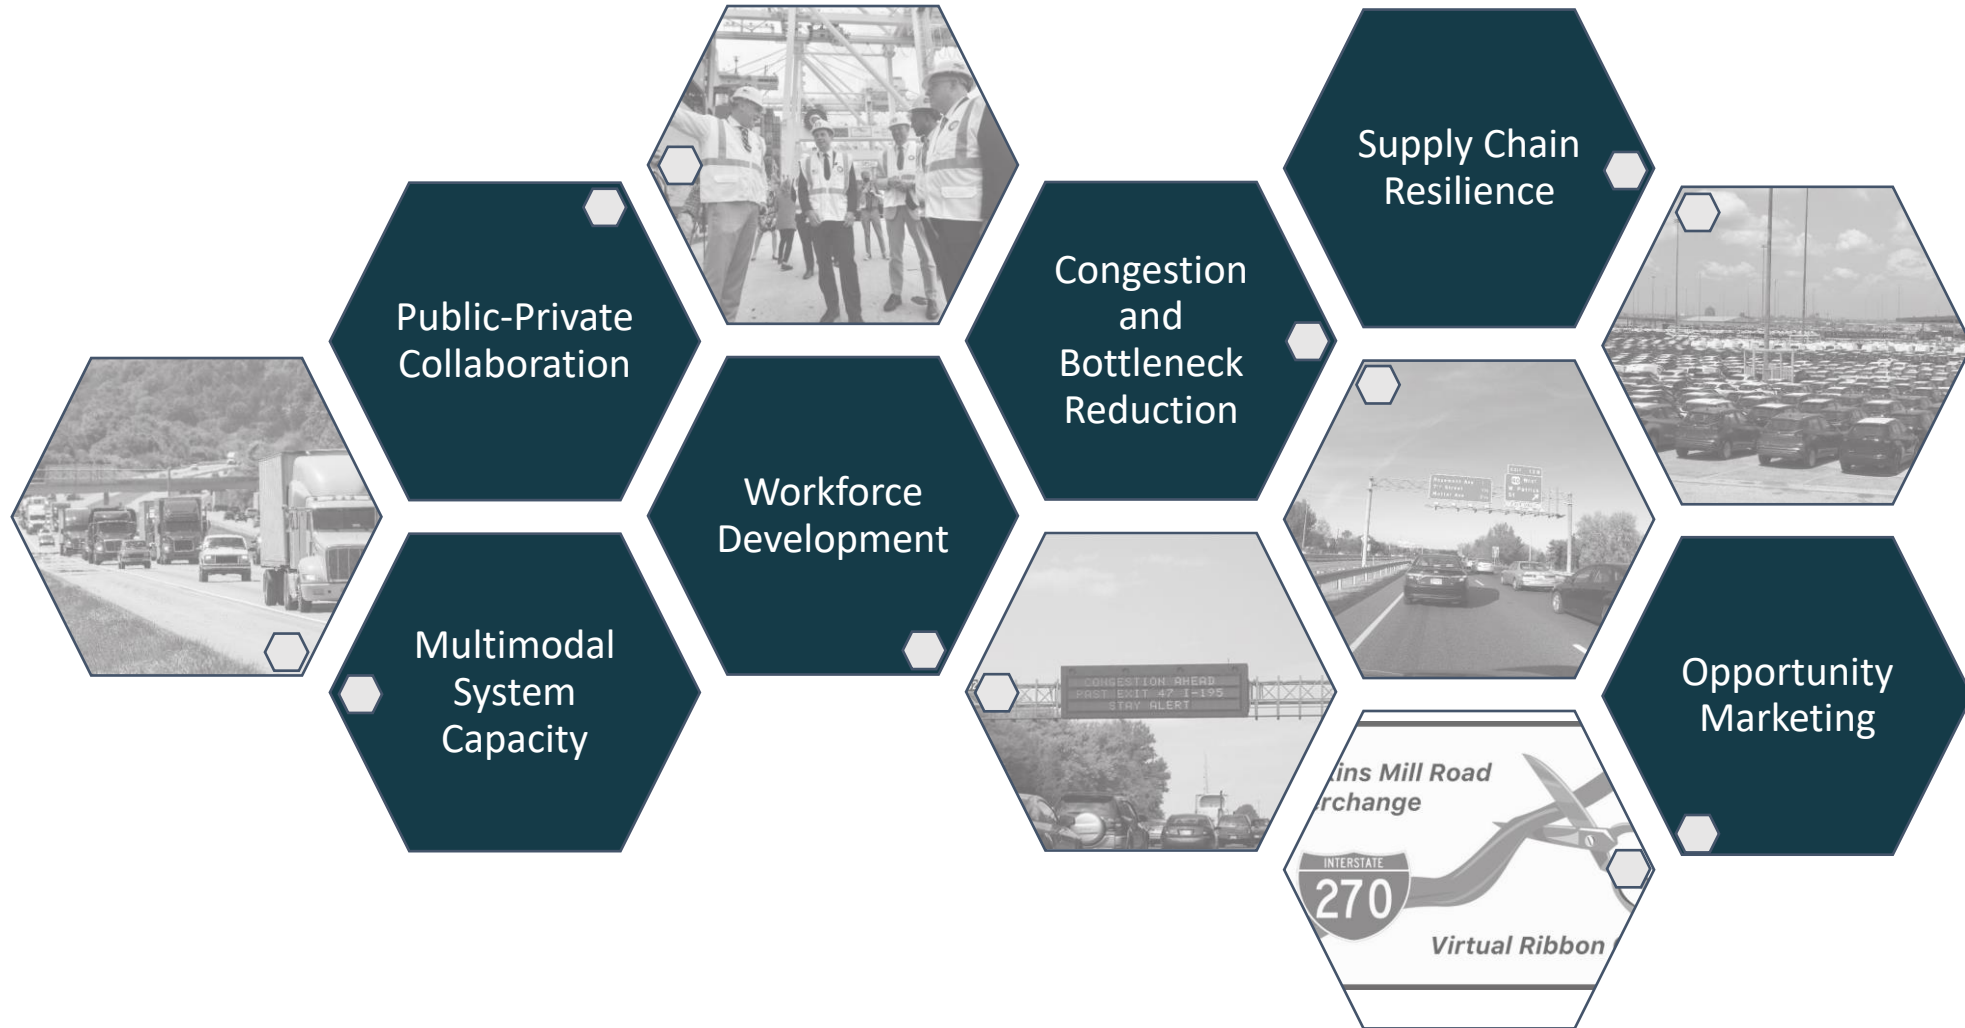 Supply Chain
Resilience
Public-Private
Collaboration
Congestion
and
Bottleneck
Reduction
Workforce
Development
Multimodal
System
Capacity
CONGESTION AHEAD
PAST EXIT 47 I-195
STAY ALERT
Opportunity
Marketing
ins Mill Road
rchange
INTERSTATE
270
Virtual Ribbon